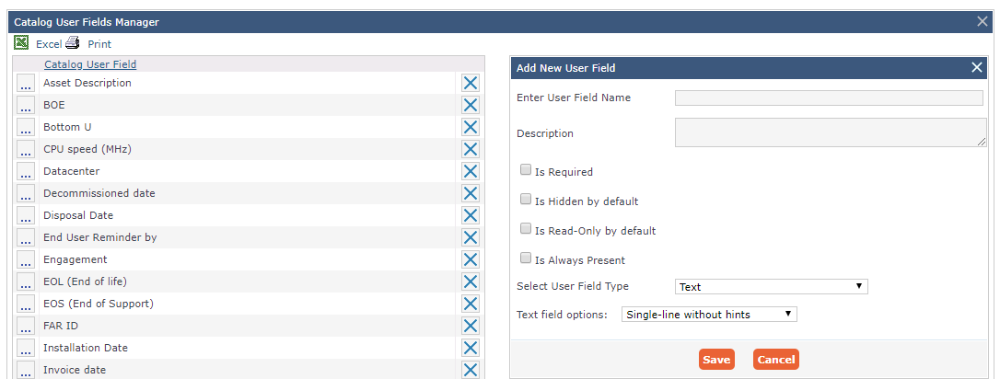 Catalog User Fields Manager
Excel Print
Catalog User Field
... Asset Description
... BOE
... Bottom U
... CPU speed (MHz)
... Datacenter
... Decommissioned date
... Disposal Date
... End User Reminder by
... Engagement
... EOL (End of life)
... EOS (End of Support)
... FAR ID
... Installation Date
... Invoice date
Add New User Field
Enter User Field Name
Description
Is Required
Is Hidden by default
Is Read-Only by default
Is Always Present
Select User Field Type Text
Text field options: Single-line without hints
Save Cancel